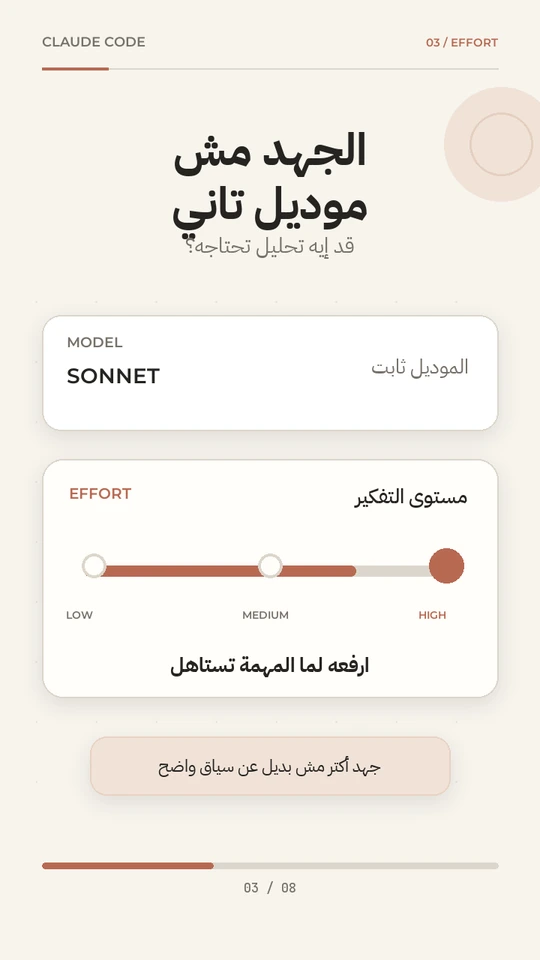 CLAUDE CODE
03 / EFFORT
الجهد مش
موديل تاني
قد إيه تحليل تحتاجه؟
MODEL
SONNET
الموديل ثابت
EFFORT
مستوى التفكير
LOW
MEDIUM
HIGH
ارفعه لما المهمة تستاهل
جهد أكتر مش بديل عن سياق واضح
03 / 08